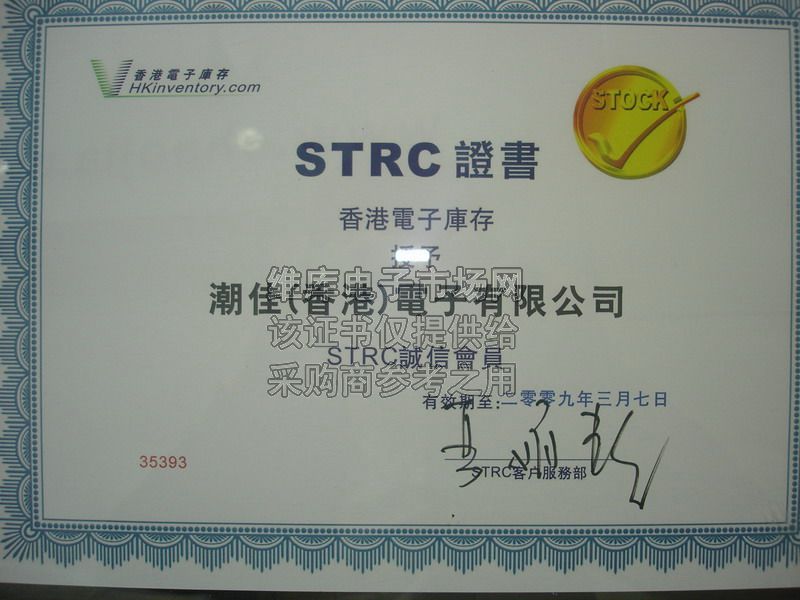 香港電子庫存
HKinventory.com
STOCK
STRC 證書
香港電子庫存
授予
维库电子市场网
潮佳(香港)電子有限公司
该证书仅提供给
STRC誠信會員
采购商参考之用
有效期至:二零零九年三月七日
35393
STRC客户服務部